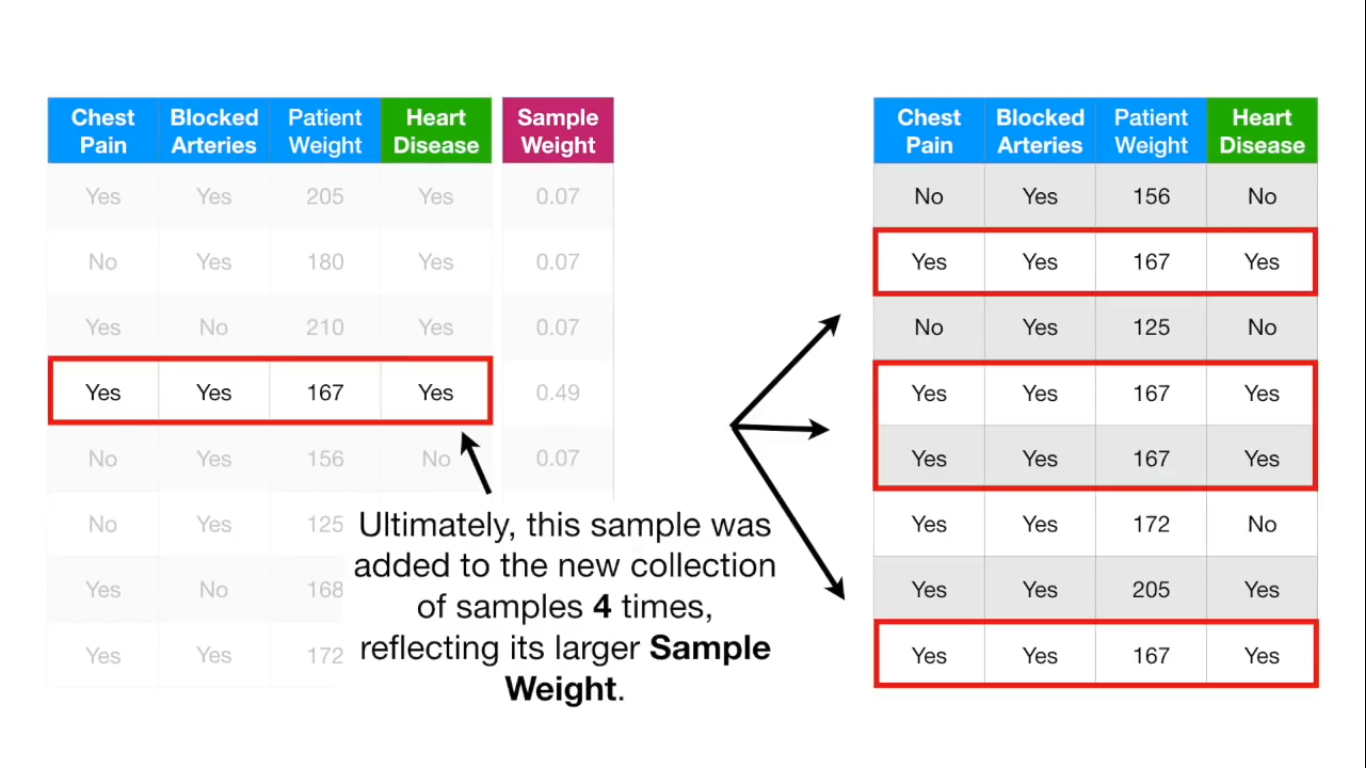 Chest Pain Blocked Arteries Patient Weight Heart Disease Sample Weight
Yes Yes 205 Yes 0.07
No Yes 180 Yes 0.07
Yes No 210 Yes 0.07
Yes Yes 167 Yes 0.49
No Yes 156 No 0.07
No Yes 125
Yes No 168
Yes Yes 172
Ultimately, this sample was
added to the new collection
of samples 4 times,
reflecting its larger Sample
Weight.
Chest Pain Blocked Arteries Patient Weight Heart Disease
No Yes 156 No
Yes Yes 167 Yes
No Yes 125 No
Yes Yes 167 Yes
Yes Yes 167 Yes
Yes Yes 172 No
Yes Yes 205 Yes
Yes Yes 167 Yes